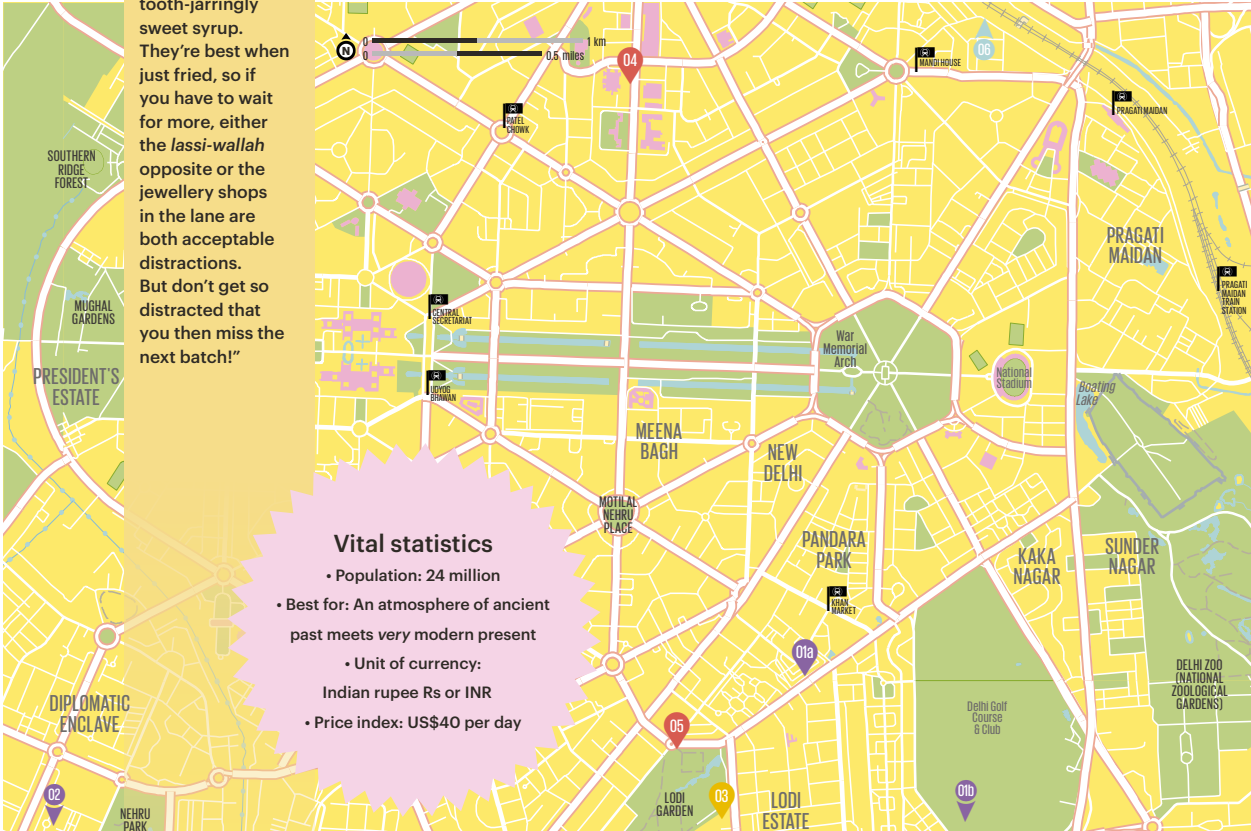 tooth-jarringly
sweet syrup.
They’re best when
just fried, so if
you have to wait
for more, either
the lassi-wallah
opposite or the
jewellery shops
in the lane are
both acceptable
distractions.
But don’t get so
distracted that
you then miss the
next batch!”
N
0 1 km
0 0.5 miles
04
06
MANDI HOUSE
PRAGATI MAIDAN
PATEL
CHOWK
SOUTHERN
RIDGE
FOREST
PRAGATI
MAIDAN
PRAGATI
MAIDAN
TRAIN
STATION
MUGHAL
GARDENS
CENTRAL
SECRETARIAT
War
Memorial
Arch
PRESIDENT’S
ESTATE
UDYOG
BHAWAN
National
Stadium
Boating
Lake
MEENA
BAGH
NEW
DELHI
MOTILAL
NEHRU
PLACE
PANDARA
PARK
KAKA
NAGAR
SUNDER
NAGAR
KHAN
MARKET
Vital statistics
• Population: 24 million
• Best for: An atmosphere of ancient
past meets very modern present
• Unit of currency:
Indian rupee Rs or INR
• Price index: US$40 per day
01a
DELHI ZOO
(NATIONAL
ZOOLOGICAL
GARDENS)
DIPLOMATIC
ENCLAVE
Delhi Golf
Course
& Club
05
02
03
01b
NEHRU
PARK
LODI
GARDEN
LODI
ESTATE